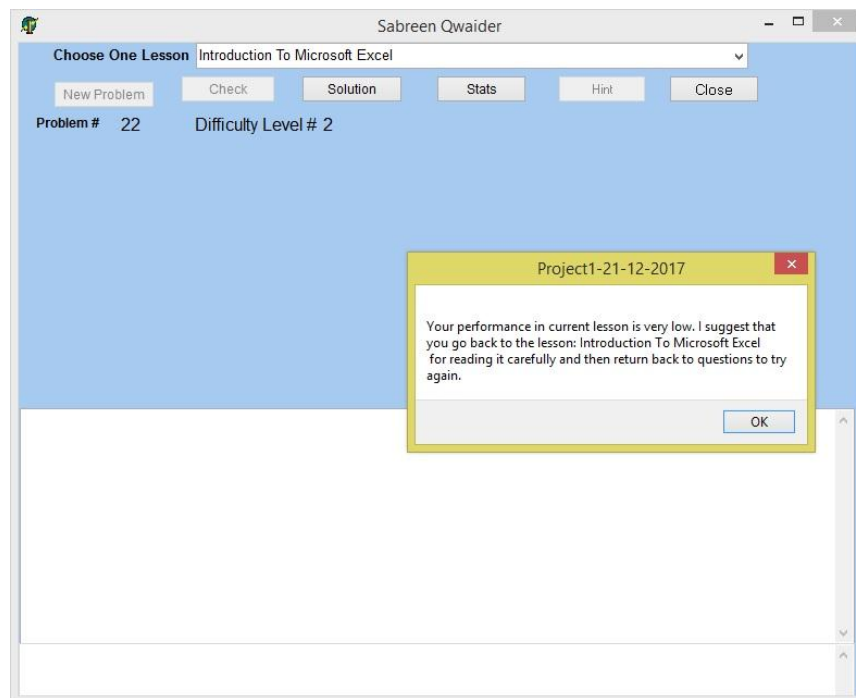 Sabreen Qwaider
Choose One Lesson Introduction To Microsoft Excel
New Problem Check Solution Stats Hint Close
Problem # 22 Difficulty Level # 2
Project1-21-12-2017
Your performance in current lesson is very low. I suggest that
you go back to the lesson: Introduction To Microsoft Excel
for reading it carefully and then return back to questions to try
again.
OK